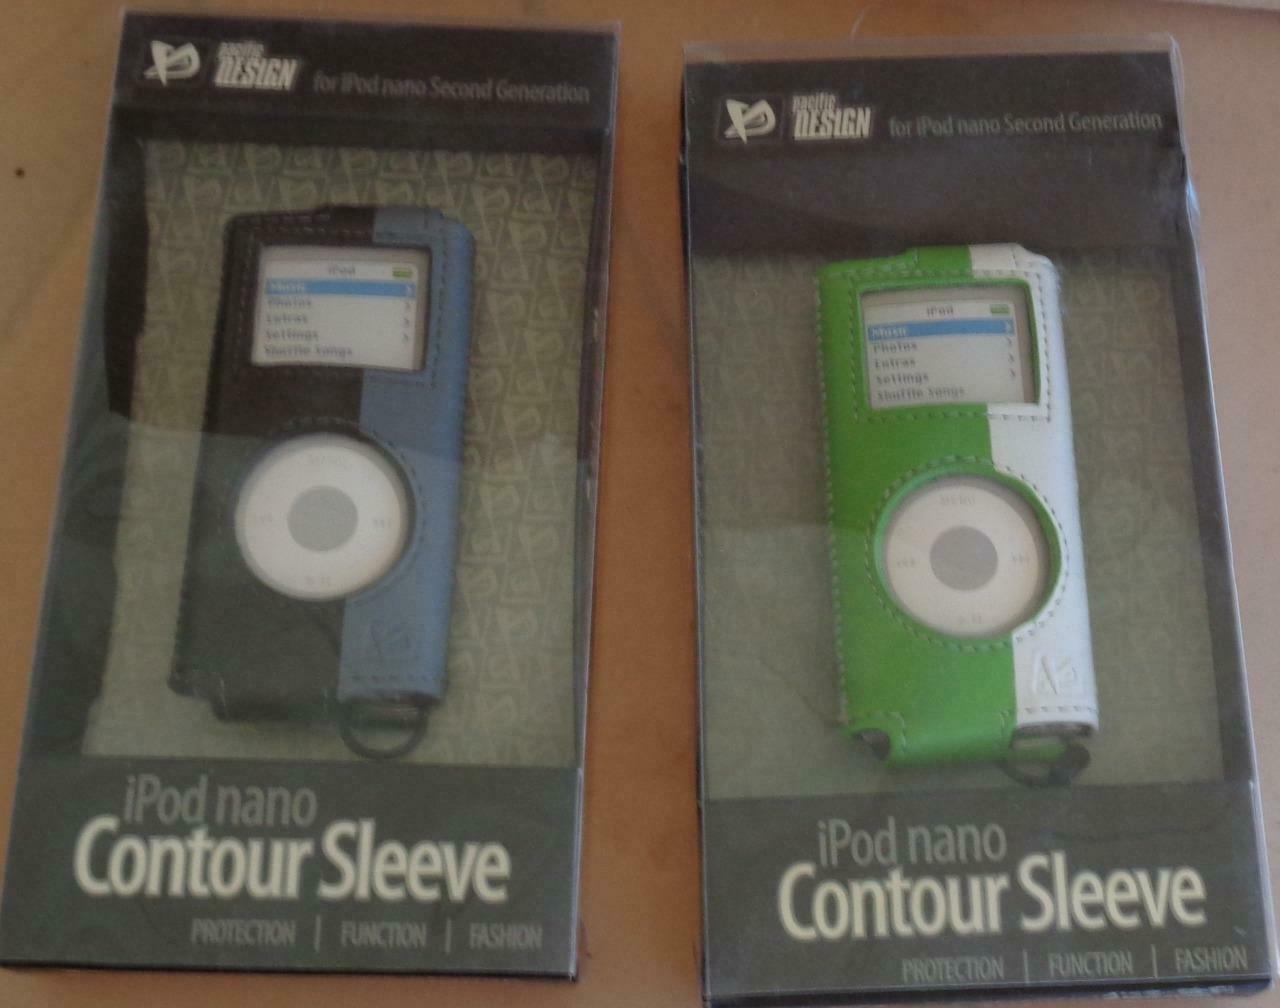 pacific
DESIGN
for iPod nano Second Generation
iPod
Music
Photos
Extras
Settings
Shuffle Songs
MENU
iPod nano
Contour Sleeve
PROTECTION | FUNCTION | FASHION
pacific
DESIGN
for iPod nano Second Generation
iPod
Music
Photos
Extras
Settings
Shuffle Songs
MENU
iPod nano
Contour Sleeve
PROTECTION | FUNCTION | FASHION